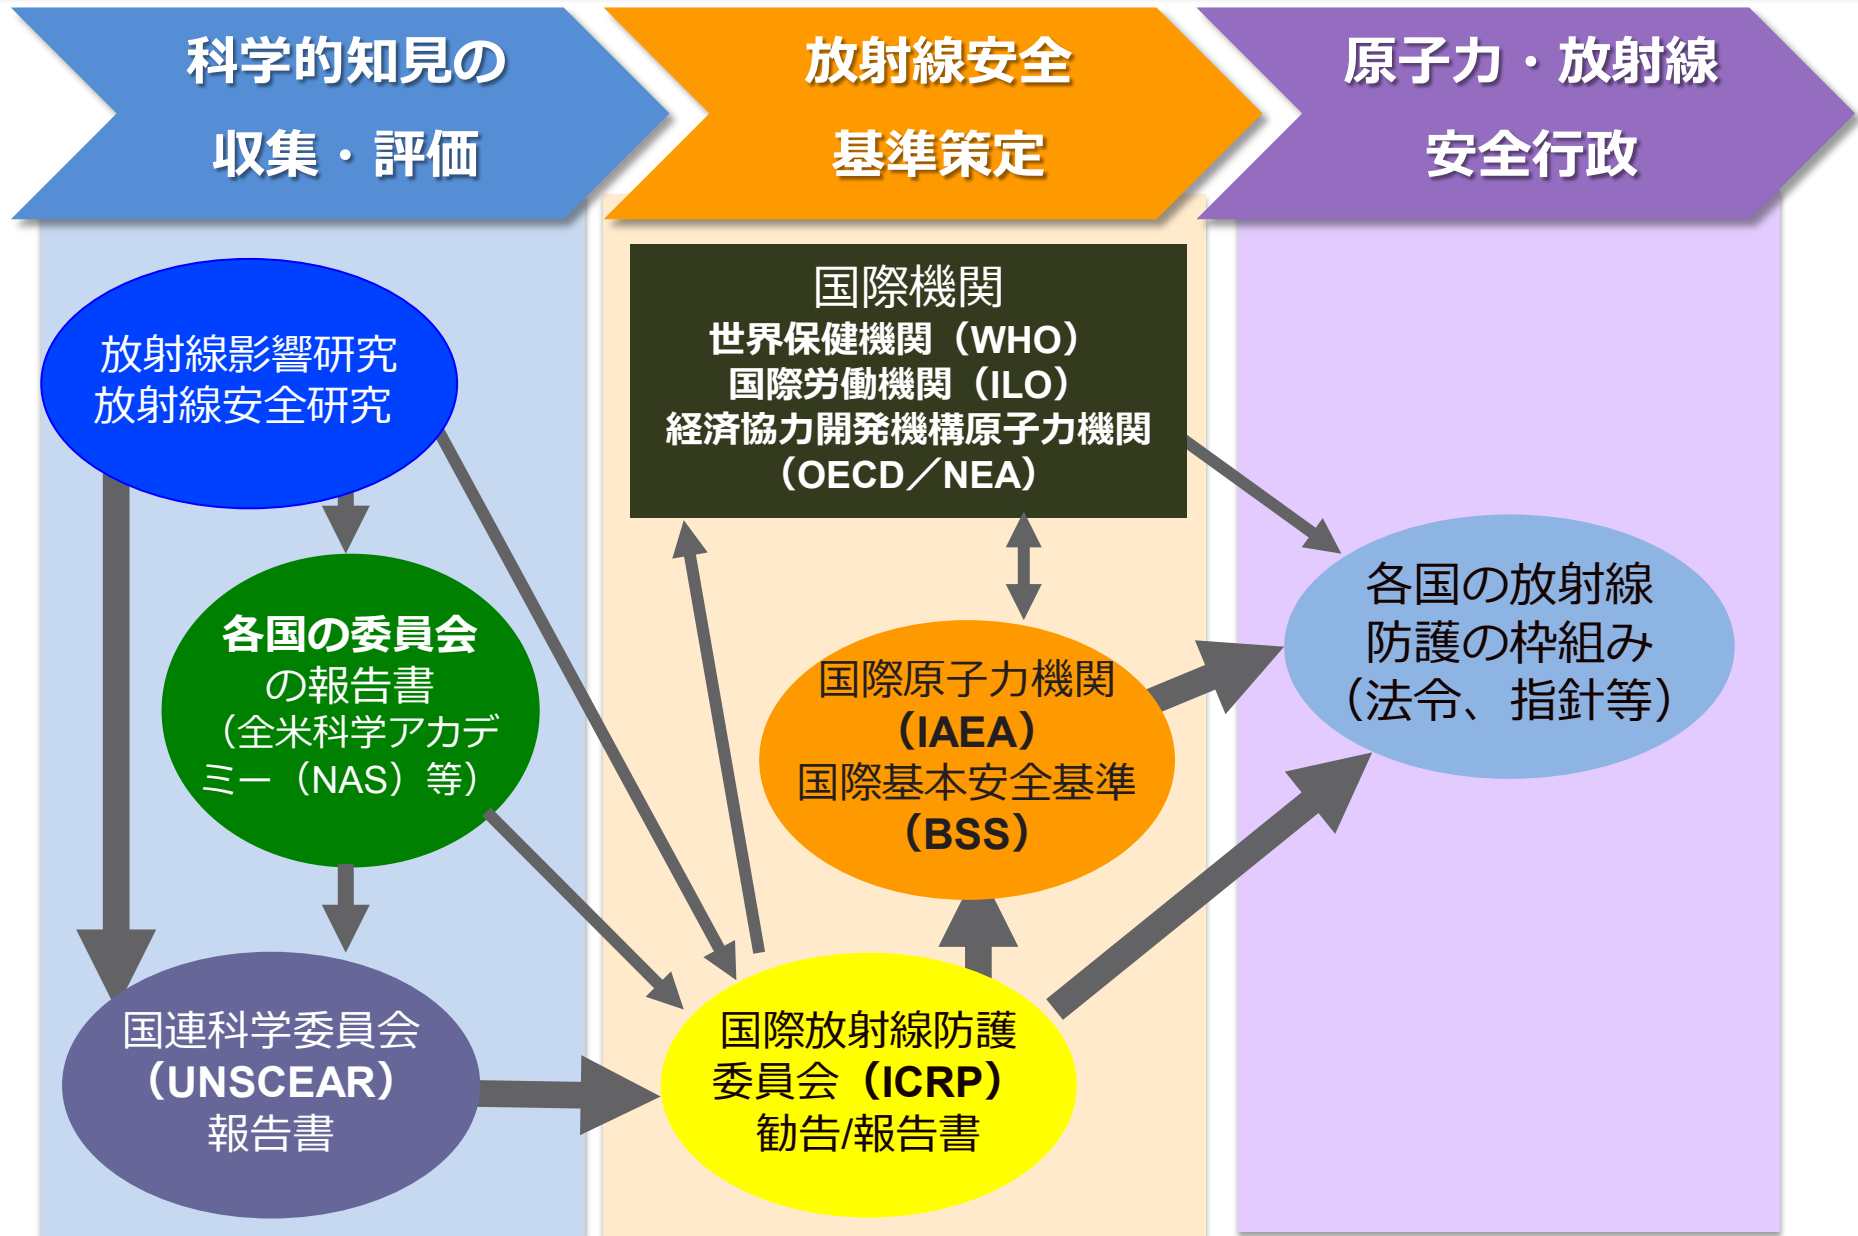 科学的知見の
収集・評価
放射線安全
基準策定
原子力・放射線
安全行政
放射線影響研究
放射線安全研究
各国の委員会
の報告書
（全米科学アカデ
ミー（NAS）等）
国連科学委員会
（UNSCEAR）
報告書
国際機関
世界保健機関（WHO）
国際労働機関（ILO）
経済協力開発機構原子力機関
（OECD／NEA）
国際原子力機関
（IAEA）
国際基本安全基準
（BSS）
国際放射線防護
委員会（ICRP）
勧告/報告書
各国の放射線
防護の枠組み
（法令、指針等）